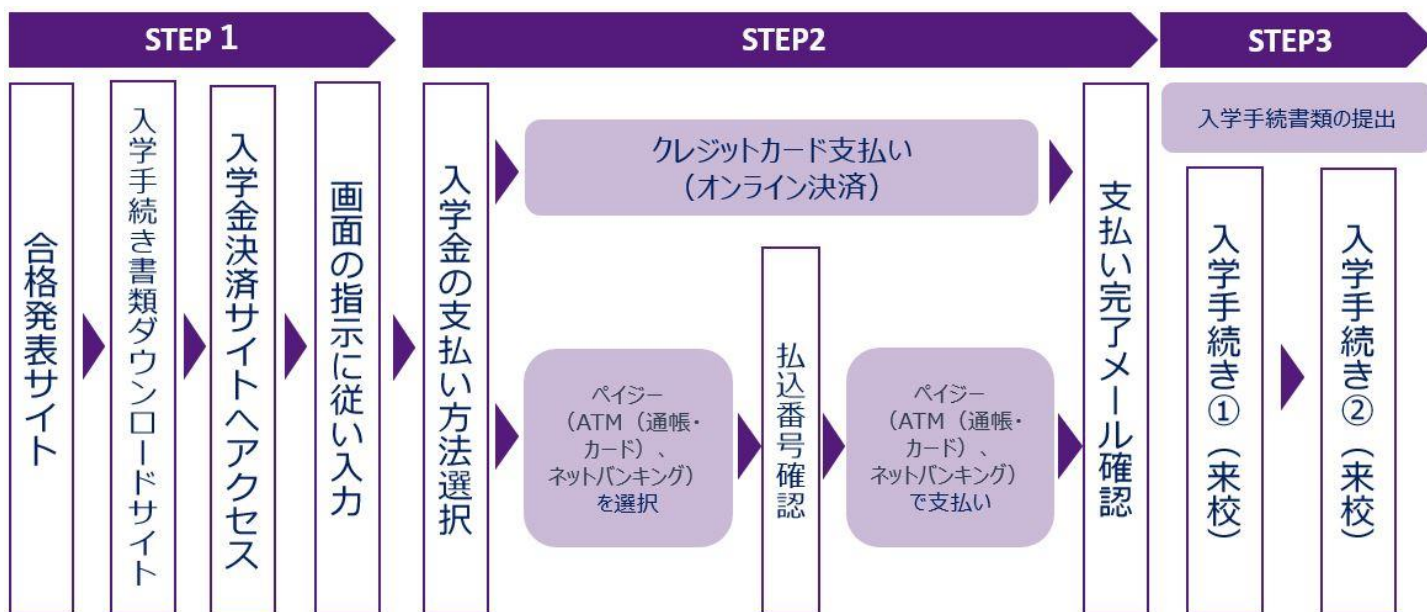 STEP 1
合格発表サイト
入学手続き書類ダウンロードサイト
入学金決済サイトへアクセス
画面の指示に従い入力
STEP2
入学金の支払い方法選択
クレジットカード支払い
（オンライン決済）
ペイジー
（ATM（通帳・
カード）、
ネットバンキング）
を選択
払込番号確認
ペイジー
（ATM（通帳・
カード）、
ネットバンキング）
で支払い
支払い完了メール確認
STEP3
入学手続書類の提出
入学手続き①（来校）
入学手続き②（来校）